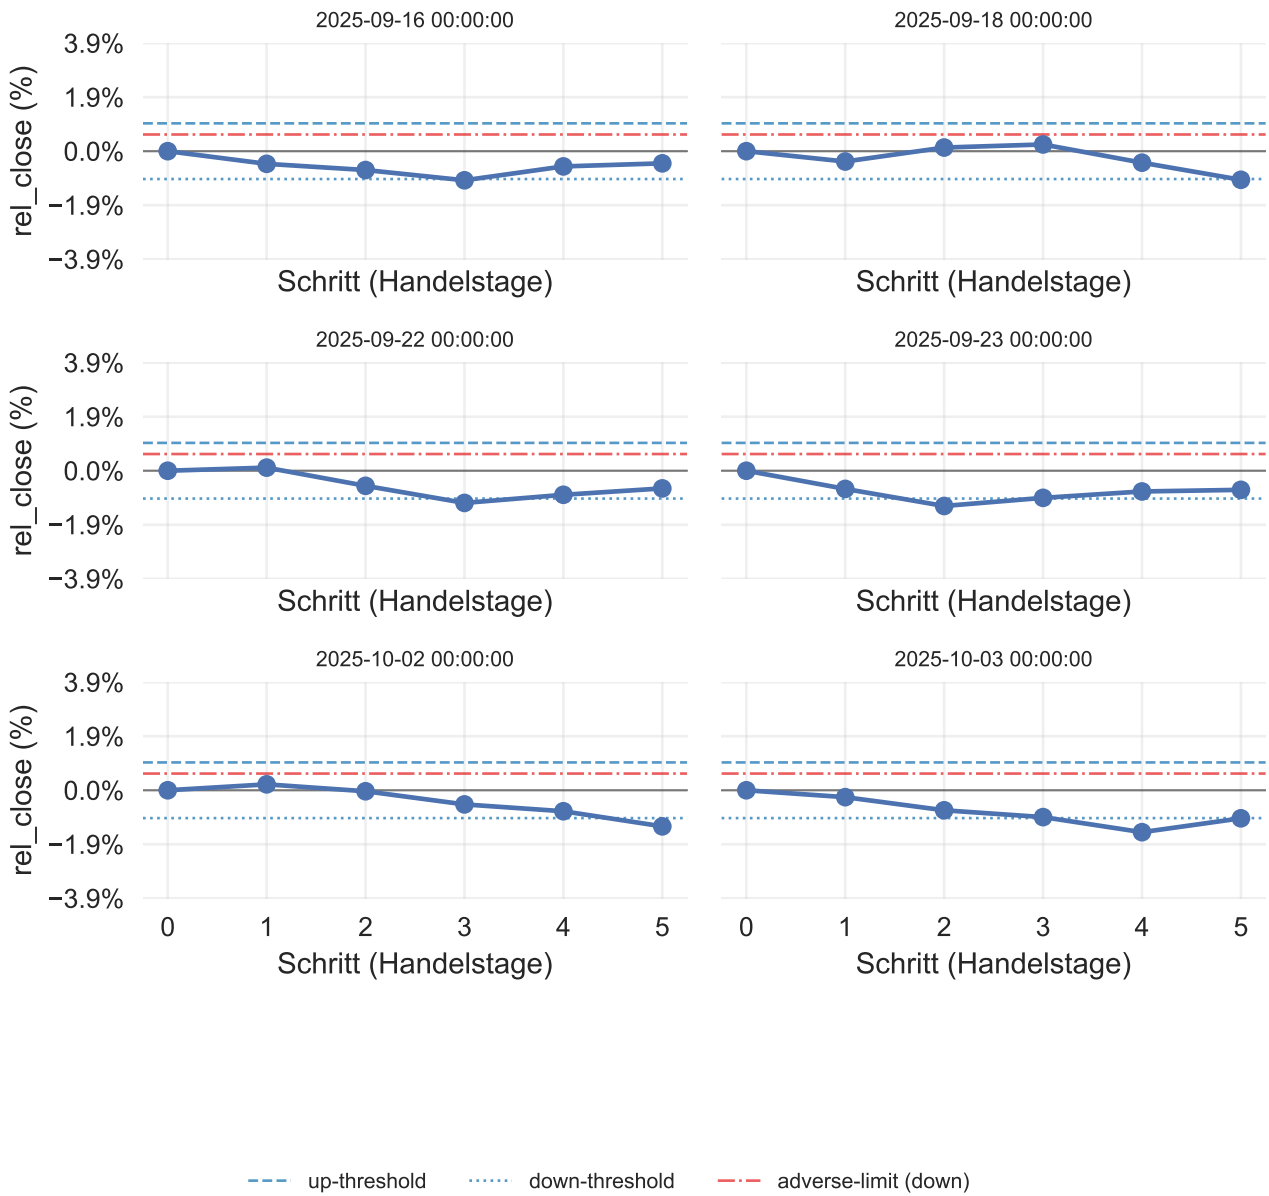 2025-09-16 00:00:00
2025-09-18 00:00:00
3.9%
1.9%
0.0%
−1.9%
−3.9%
rel_close (%)
Schritt (Handelstage)
Schritt (Handelstage)
2025-09-22 00:00:00
2025-09-23 00:00:00
3.9%
1.9%
0.0%
−1.9%
−3.9%
rel_close (%)
Schritt (Handelstage)
Schritt (Handelstage)
2025-10-02 00:00:00
2025-10-03 00:00:00
3.9%
1.9%
0.0%
−1.9%
−3.9%
rel_close (%)
0 1 2 3 4 5
0 1 2 3 4 5
Schritt (Handelstage)
Schritt (Handelstage)
up-threshold
down-threshold
adverse-limit (down)